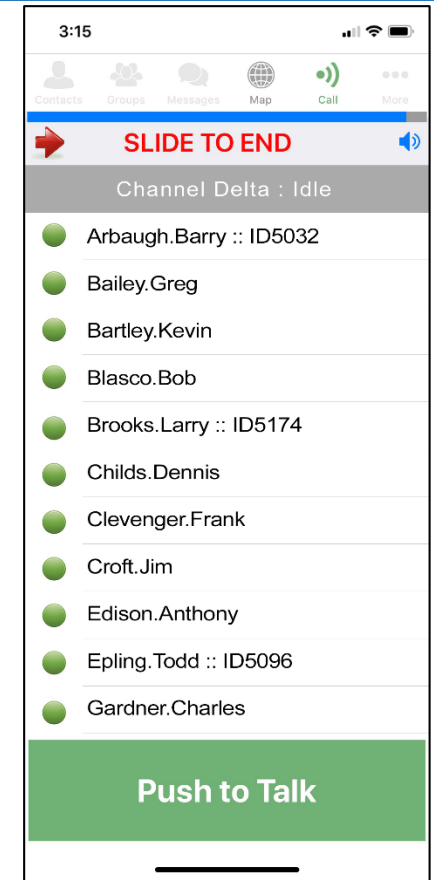 3:15
Contacts Groups Messages Map Call More
SLIDE TO END
Channel Delta : Idle
Arbaugh.Barry :: ID5032
Bailey.Greg
Bartley.Kevin
Blasco.Bob
Brooks.Larry :: ID5174
Childs.Dennis
Clevenger.Frank
Croft.Jim
Edison.Anthony
Epling.Todd :: ID5096
Gardner.Charles
Push to Talk